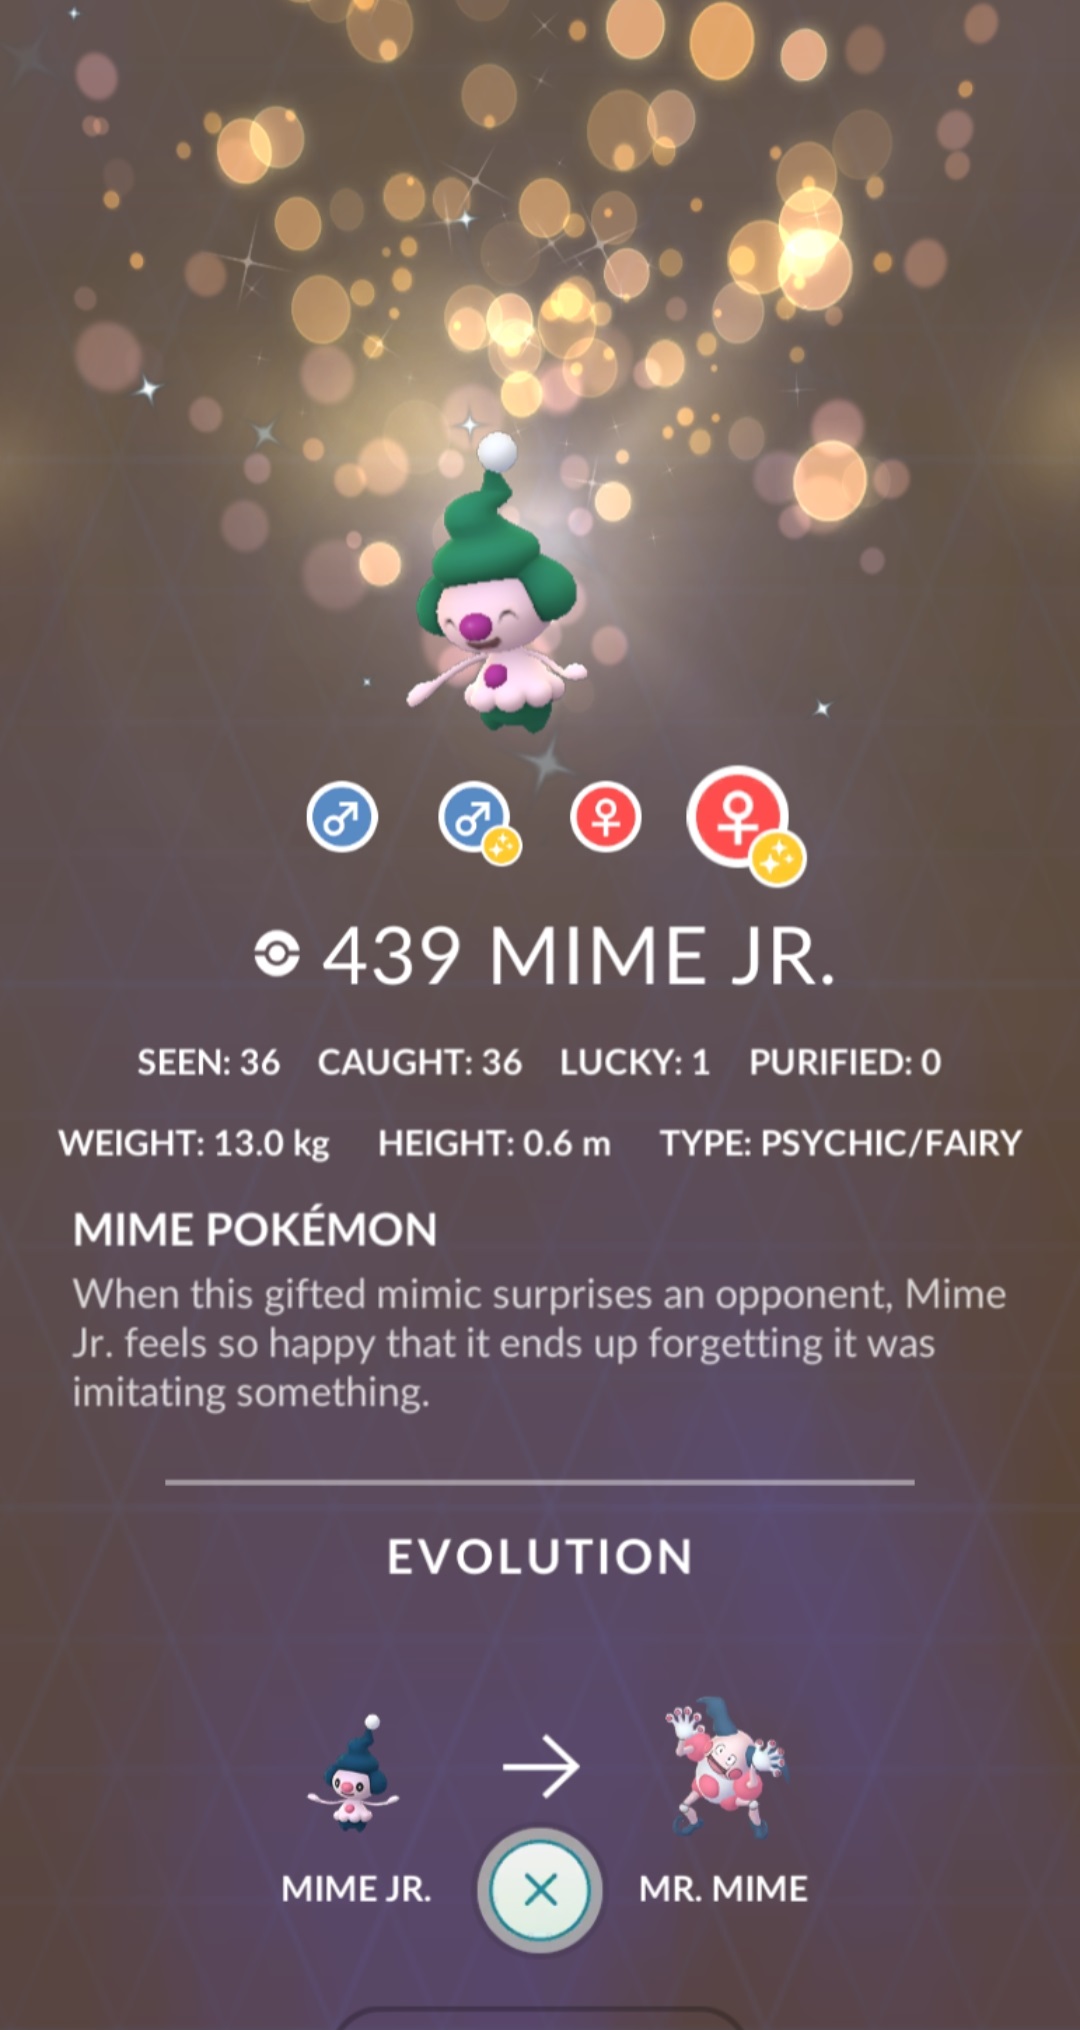 439 MIME JR.
SEEN: 36 CAUGHT: 36 LUCKY: 1 PURIFIED: 0
WEIGHT: 13.0 kg HEIGHT: 0.6 m TYPE: PSYCHIC/FAIRY
MIME POKÉMON
When this gifted mimic surprises an opponent, Mime
Jr. feels so happy that it ends up forgetting it was
imitating something.
EVOLUTION
MIME JR. MR. MIME